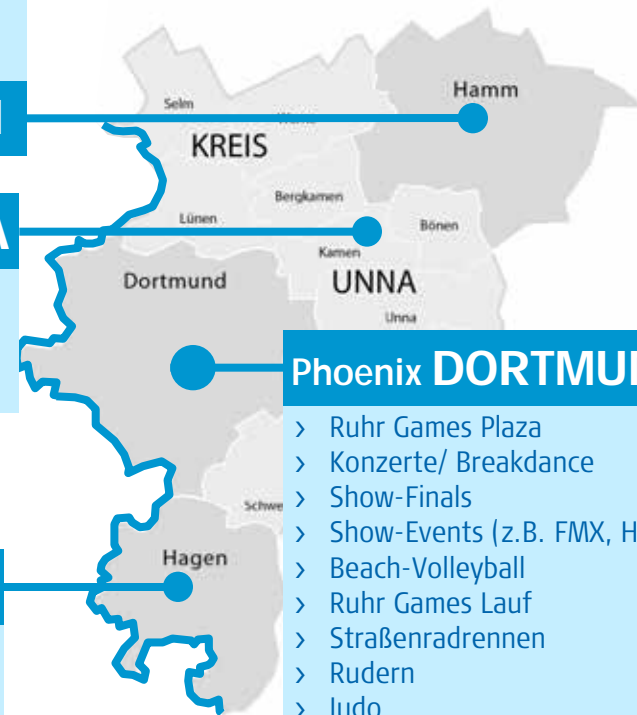 Hamm
Selm
KREIS
Bergkamen
Lünen
Bönen
A
Kamen
Dortmund
UNNA
Unna
Phoenix DORTMU
› Ruhr Games Plaza
› Konzerte/ Breakdance
› Show-Finals
› Show-Events (z.B. FMX, H
› Beach-Volleyball
› Ruhr Games Lauf
› Straßenradrennen
› Rudern
› Judo
Schwe
Hagen